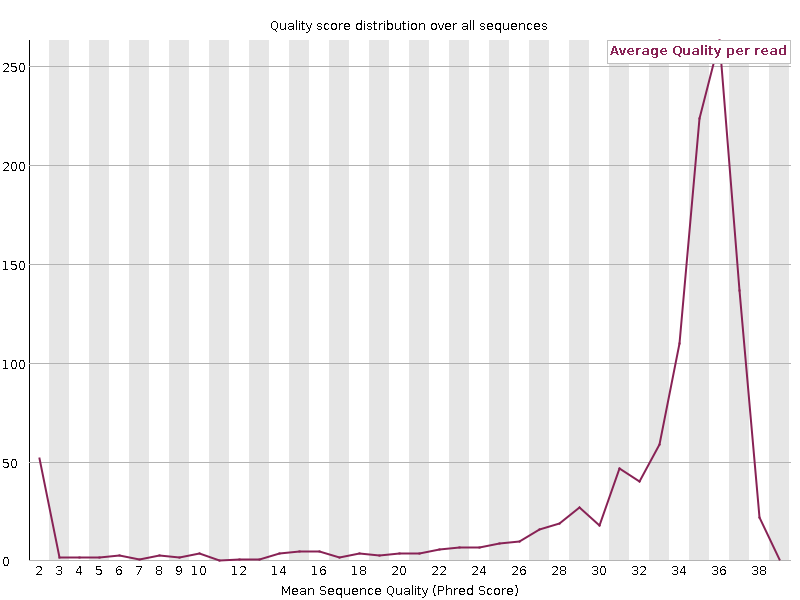 Quality score distribution over all sequences
Average Quality per read
250
200
150
100
50
0
2 3 4 5 6 7 8 9 10 12 14 16 18 20 22 24 26 28 30 32 34 36 38
Mean Sequence Quality (Phred Score)